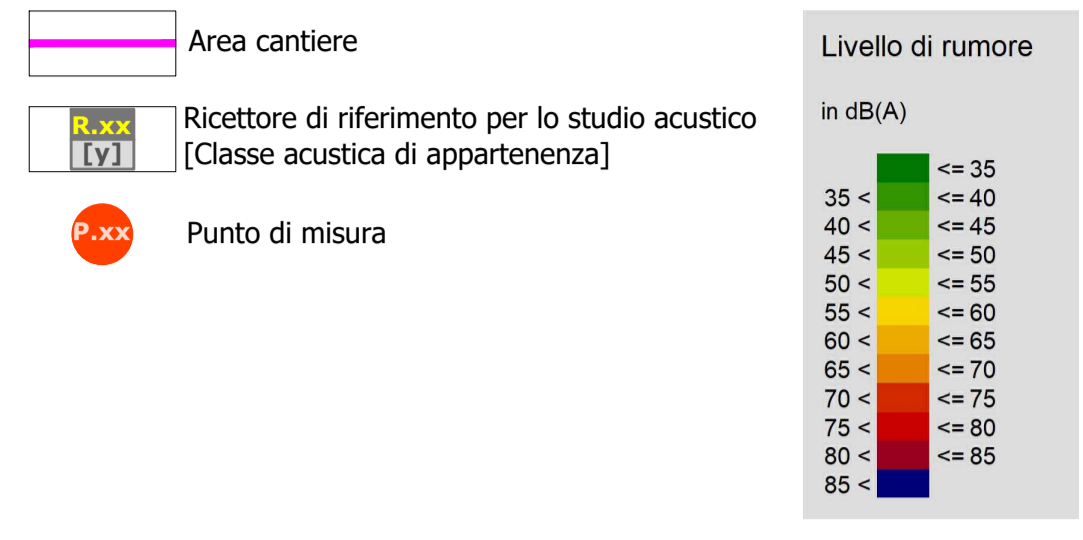 Area cantiere
R.xx
[y]
Ricettore di riferimento per lo studio acustico
[Classe acustica di appartenenza]
P.xx
Punto di misura
Livello di rumore
in dB(A)
<= 35
35 < <= 40
40 < <= 45
45 < <= 50
50 < <= 55
55 < <= 60
60 < <= 65
65 < <= 70
70 < <= 75
75 < <= 80
80 < <= 85
85 <